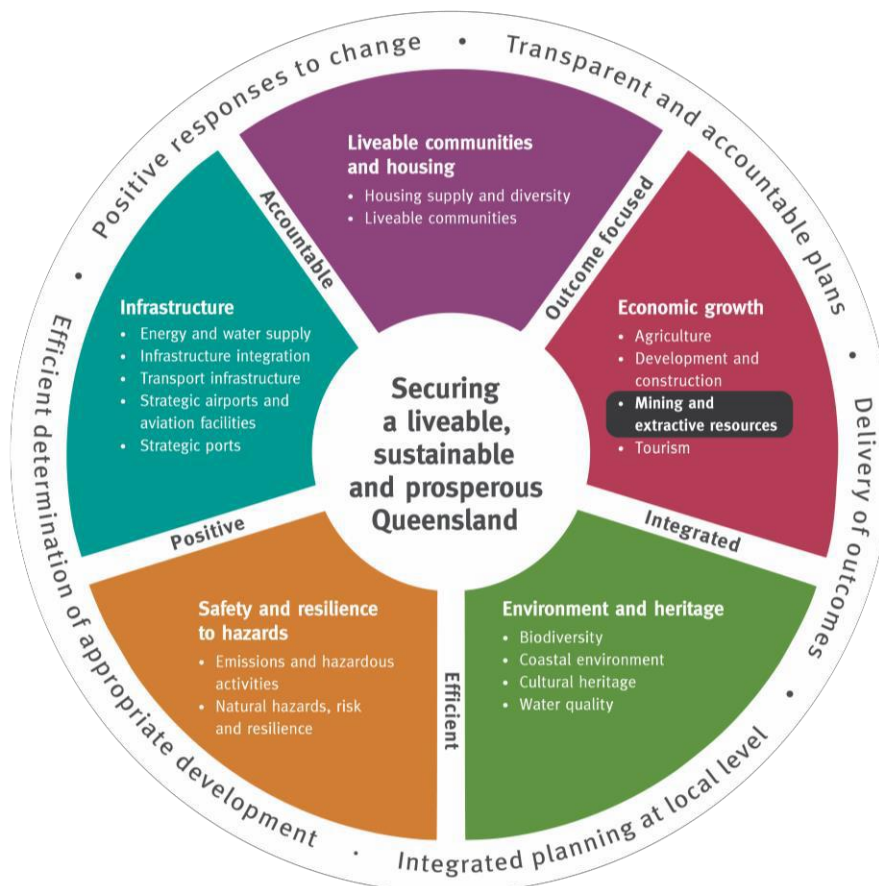 Positive responses to change • Transparent and accountable plans • Delivery of outcomes • Integrated planning at local level • Efficient determination of appropriate development •
Liveable communities
and housing
• Housing supply and diversity
• Liveable communities
Accountable
Outcome focused
Infrastructure
• Energy and water supply
• Infrastructure integration
• Transport infrastructure
• Strategic airports and
aviation facilities
• Strategic ports
Economic growth
• Agriculture
• Development and
construction
• Mining and
extractive resources
• Tourism
Securing
a liveable,
sustainable
and prosperous
Queensland
Positive
Integrated
Safety and resilience
to hazards
• Emissions and hazardous
activities
• Natural hazards, risk
and resilience
Efficient
Environment and heritage
• Biodiversity
• Coastal environment
• Cultural heritage
• Water quality